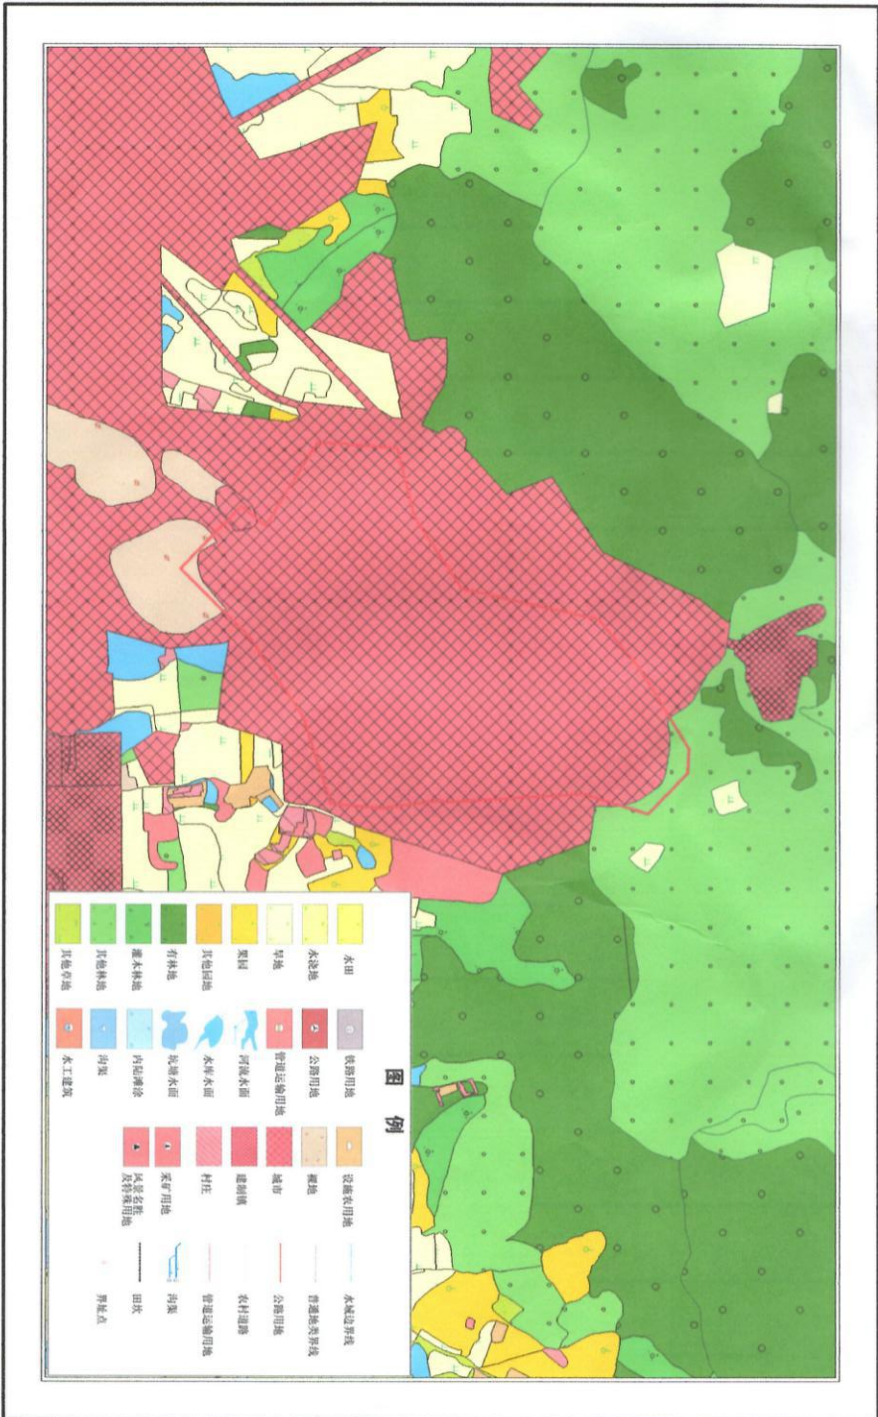 图 例
水田
水浇地
旱地
果园
其他园地
有林地
灌木林地
其他林地
其他草地
铁路用地
公路用地
管道运输用地
河流水面
水库水面
坑塘水面
内陆滩涂
沟渠
水工建筑
设施农用地
裸地
城市
建制镇
村庄
采矿用地
风景名胜
及特殊用地
水域边界线
普通地类界线
公路用地
农村道路
管道运输用地
沟渠
田坎
界址点